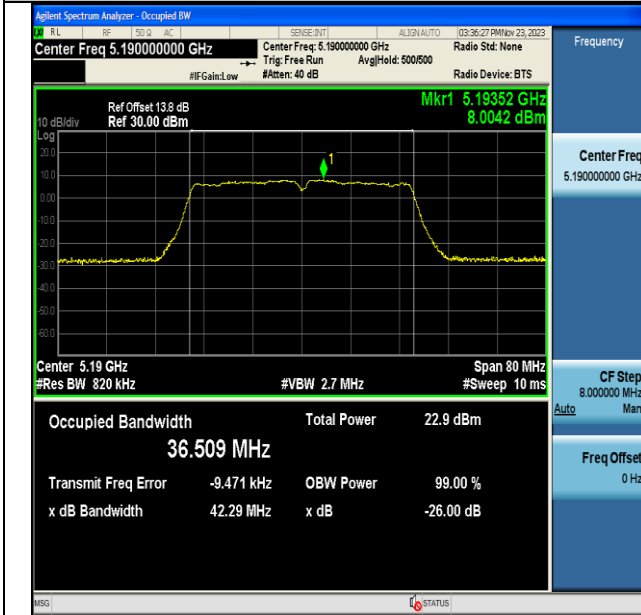 Agilent Spectrum Analyzer - Occupied BW
RL RF 50 Ω AC SENSE:INT ALIGN AUTO 03:36:27 PM Nov 23, 2023
Center Freq 5.190000000 GHz
Center Freq: 5.190000000 GHz
Radio Std: None
Trig: Free Run Avg|Hold: 500/500
#IFGain:Low #Atten: 40 dB Radio Device: BTS
Mkr1 5.19352 GHz
8.0042 dBm
Ref Offset 13.8 dB
10 dB/div Ref 30.00 dBm
Log
20.0
1
10.0
0.00
-10.0
-20.0
-30.0
-40.0
-50.0
-60.0
Center 5.19 GHz Span 80 MHz
#Res BW 820 kHz #VBW 2.7 MHz #Sweep 10 ms
Occupied Bandwidth Total Power 22.9 dBm
36.509 MHz
Transmit Freq Error -9.471 kHz OBW Power 99.00 %
x dB Bandwidth 42.29 MHz x dB -26.00 dB
MSG STATUS
Frequency
Center Freq
5.190000000 GHz
CF Step
8.000000 MHz
Auto Man
Freq Offset
0 Hz